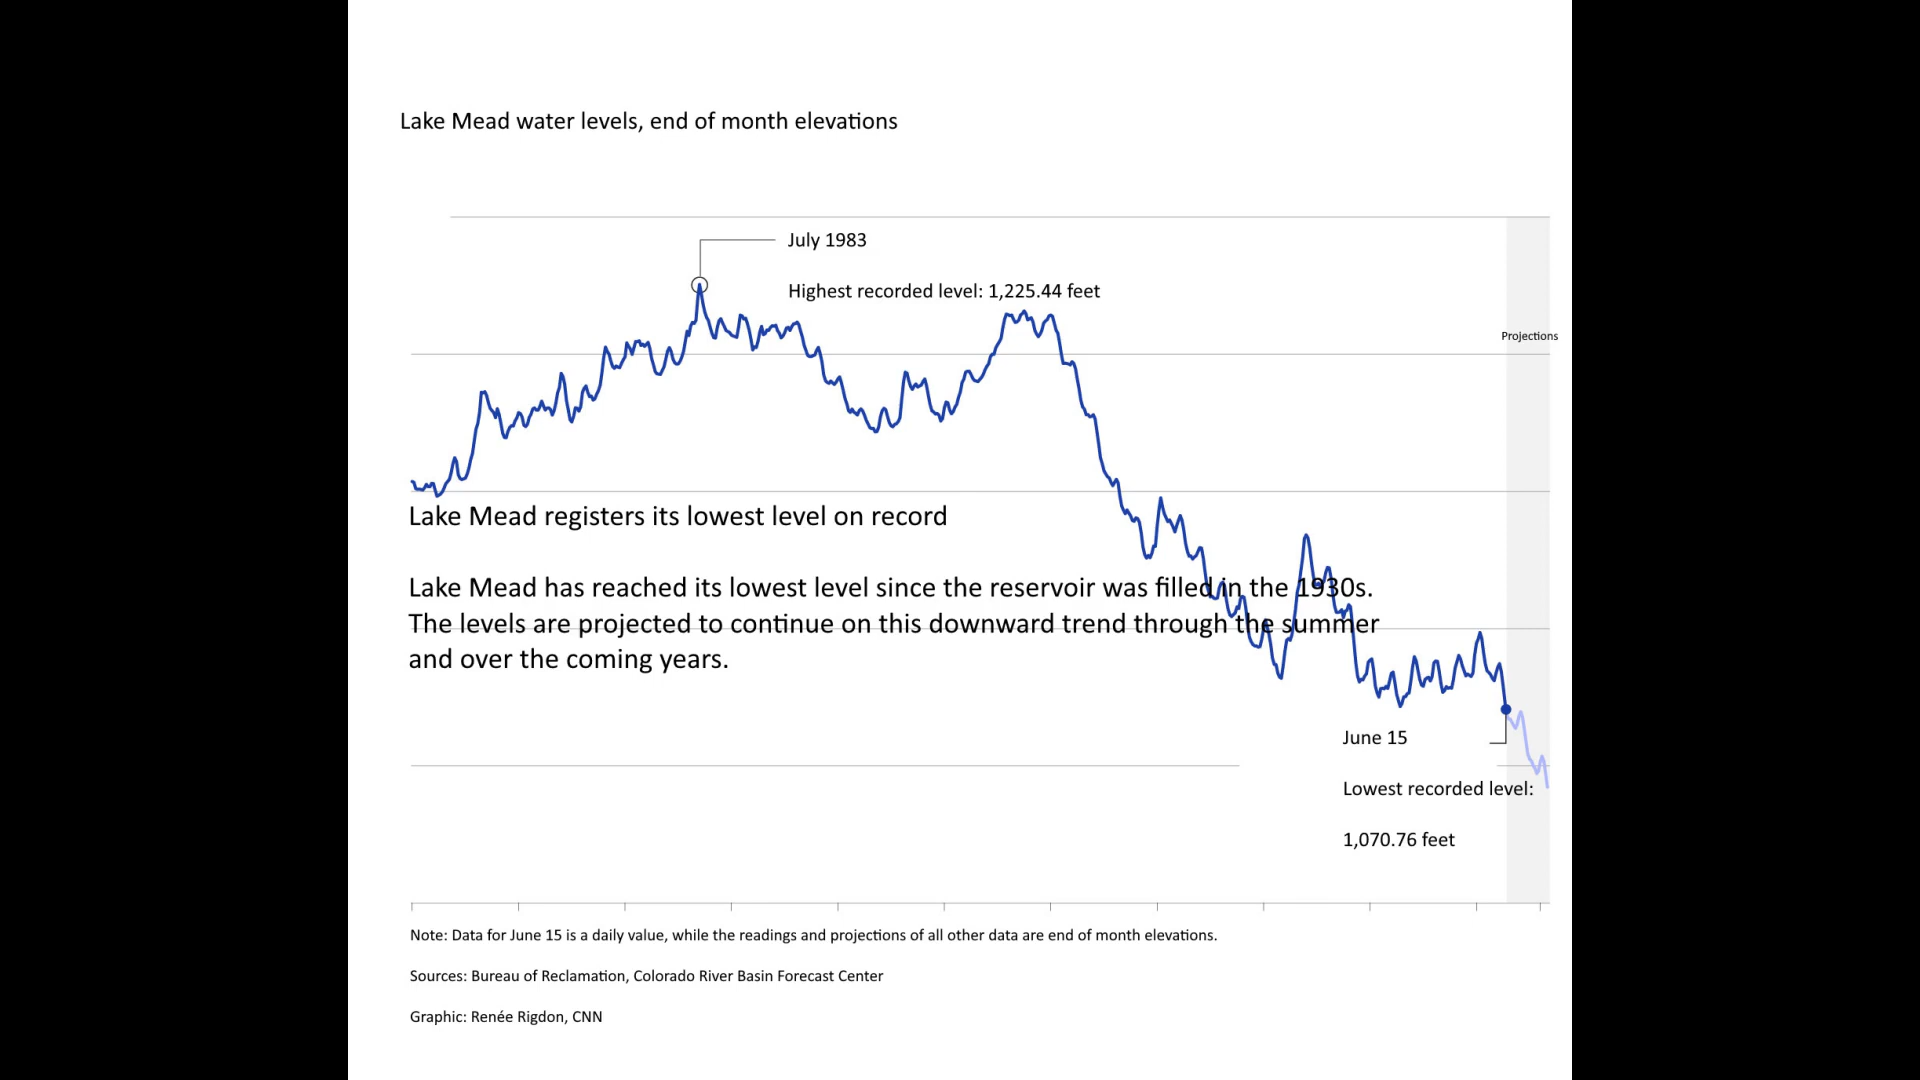 Lake Mead water levels, end of month elevations
July 1983
Highest recorded level: 1,225.44 feet
Projections
Lake Mead registers its lowest level on record
Lake Mead has reached its lowest level since the reservoir was filled in the 1930s.
The levels are projected to continue on this downward trend through the summer
and over the coming years.
June 15
Lowest recorded level:
1,070.76 feet
Note: Data for June 15 is a daily value, while the readings and projections of all other data are end of month elevations.
Sources: Bureau of Reclamation, Colorado River Basin Forecast Center
Graphic: Renée Rigdon, CNN